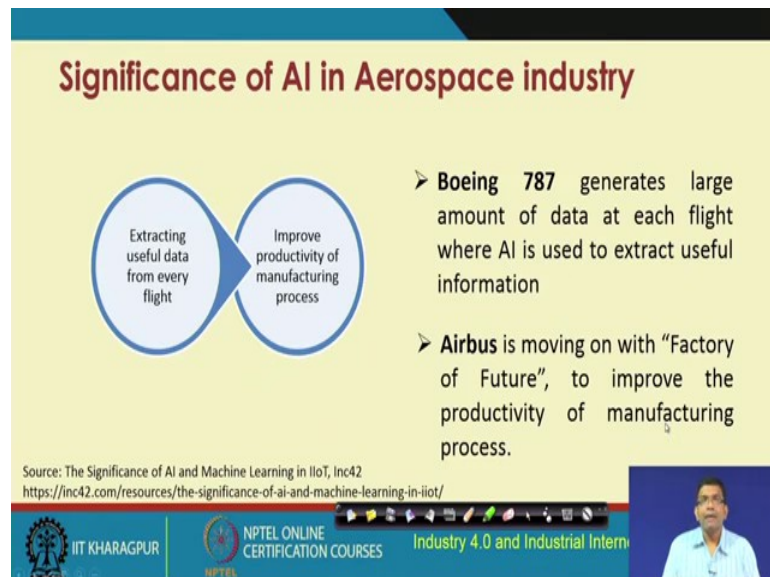 Significance of AI in Aerospace industry
Extracting
useful data
from every
flight
Improve
productivity of
manufacturing
process
➢ Boeing 787 generates large
amount of data at each flight
where AI is used to extract useful
information
➢ Airbus is moving on with “Factory
of Future”, to improve the
productivity of manufacturing
process.
Source: The Significance of AI and Machine Learning in IIoT, Inc42
https://inc42.com/resources/the-significance-of-ai-and-machine-learning-in-iiot/
IIT KHARAGPUR
NPTEL
NPTEL ONLINE
CERTIFICATION COURSES
Industry 4.0 and Industrial Intern